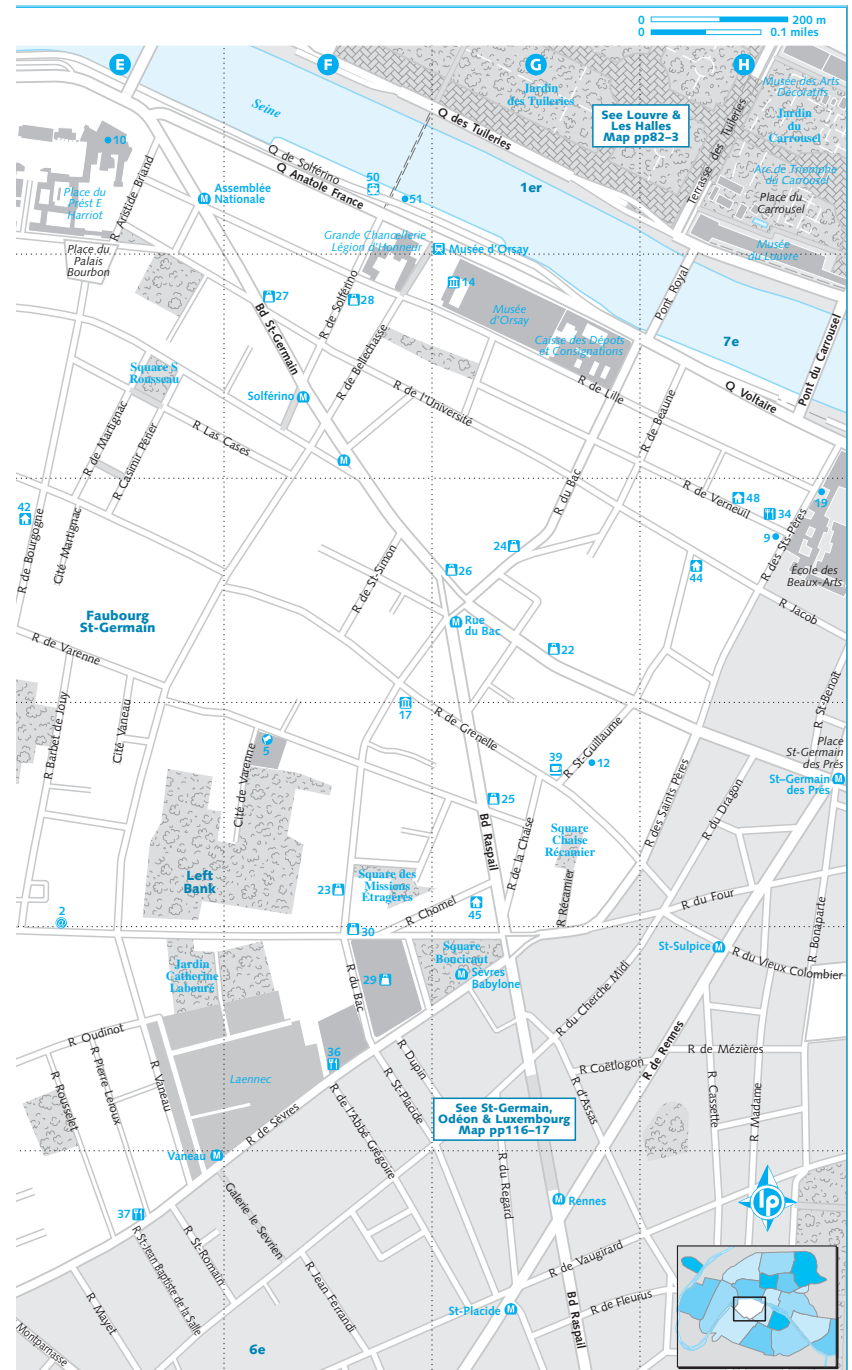 0 200 m
0 0.1 miles
E
F
G
H
Seine
Jardin
des Tuileries
Musée des Arts
Décoratifs
Jardin
du
Carrousel
Q des Tuileries
See Louvre &
Les Halles
Map pp82–3
Terrasse des Tuileries
Arc de Triomphe
du Carrousel
Place du
Carrousel
Musée
du Louvre
10
Place du
Prést E
Harriot
R Aristide Briand
Place du
Palais
Bourbon
Assemblée
Nationale
Q de Solférino
Q Anatole France
50
51
1er
Grande Chancellerie
Légion d'Honneur
Musée d'Orsay
14
Musée
d'Orsay
Caisse des Dépots
et Consignations
Pont Royal
7e
Pont du Carrousel
Q Voltaire
27
28
Bd St-Germain
R de Solférino
R de Bellechasse
Square S
Rousseau
Solférino
R de l'Université
R de Lille
R de Beaune
R de Martignac
R Casimir Périer
R Las Cases
M
R du Bac
R de Verneuil
48
34
19
9
R des Sts-Pères
Ecole des
Beaux-Arts
42
R de Bourgogne
Cité Martignac
24
26
44
R de St-Simon
R Jacob
Faubourg
St-Germain
Rue
du Bac
22
R de Varenne
R Barbet de Jouy
Cité Vaneau
17
R de Grenelle
R St-Guillaume
R St-Benoît
Place
St-Germain
des Prés
St–Germain
des Prés
5
Cité de Varenne
39
12
25
Bd Raspail
R de la Chaise
Square
Chaise
Récamier
R Récamier
R des Saints Pères
R du Dragon
Left
Bank
23
Square des
Missions
Étragères
R Chomel
45
R du Four
R Bonaparte
2
30
Square
Boucicaut
Sèvres
Babylone
St-Sulpice
R du Vieux Colombier
Jardin
Catherine
Labouré
R du Bac
29
R du Cherche Midi
R Oudinot
R Rousselet
R Pierre Leroux
R Vaneau
Laennec
36
R de Sèvres
R Dupin
R St-Placide
R de l'Abbé Grégoire
R Coëtlogon
R d'Assas
R de Rennes
R de Mézières
R Cassette
R Madame
See St-Germain,
Odéon & Luxembourg
Map pp116–17
Vaneau
R du Regard
Rennes
lp
37
Galerie le Sevrien
R St-Romain
R St-Jean Baptiste de la Salle
R Mayet
R Jean Ferrandi
R de Vaugirard
R de Fleurus
St-Placide
Bd Raspail
Montparnasse
6e